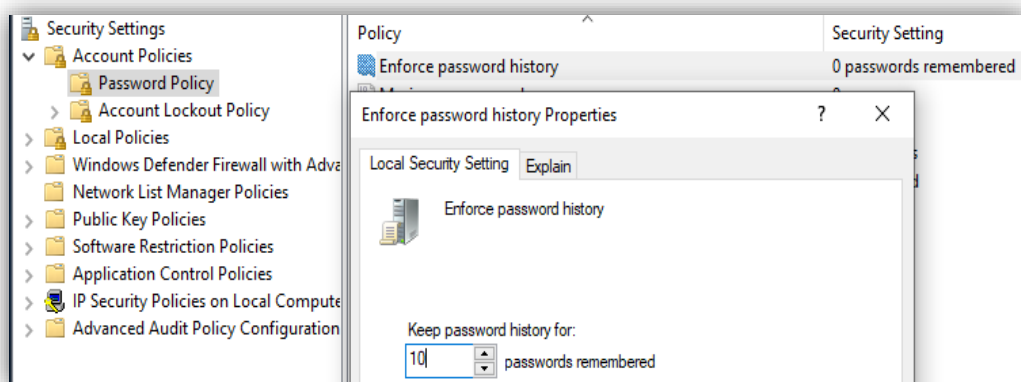 Security Settings
Account Policies
Password Policy
Account Lockout Policy
Local Policies
Windows Defender Firewall with Adva
Network List Manager Policies
Public Key Policies
Software Restriction Policies
Application Control Policies
IP Security Policies on Local Compute
Advanced Audit Policy Configuration
Policy Security Setting
Enforce password history 0 passwords remembered
Enforce password history Properties ?
Local Security Setting Explain
Enforce password history
Keep password history for:
10 passwords remembered